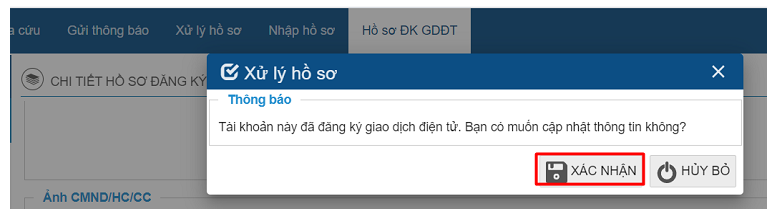 a cứu Gửi thông báo Xử lý hồ sơ Nhập hồ sơ Hồ sơ ĐK GDĐT
Xử lý hồ sơ
CHI TIẾT HỒ SƠ ĐĂNG KÝ
Thông báo
Tài khoản này đã đăng ký giao dịch điện tử. Bạn có muốn cập nhật thông tin không?
XÁC NHẬN HỦY BỎ
Ảnh CMND/HC/CC